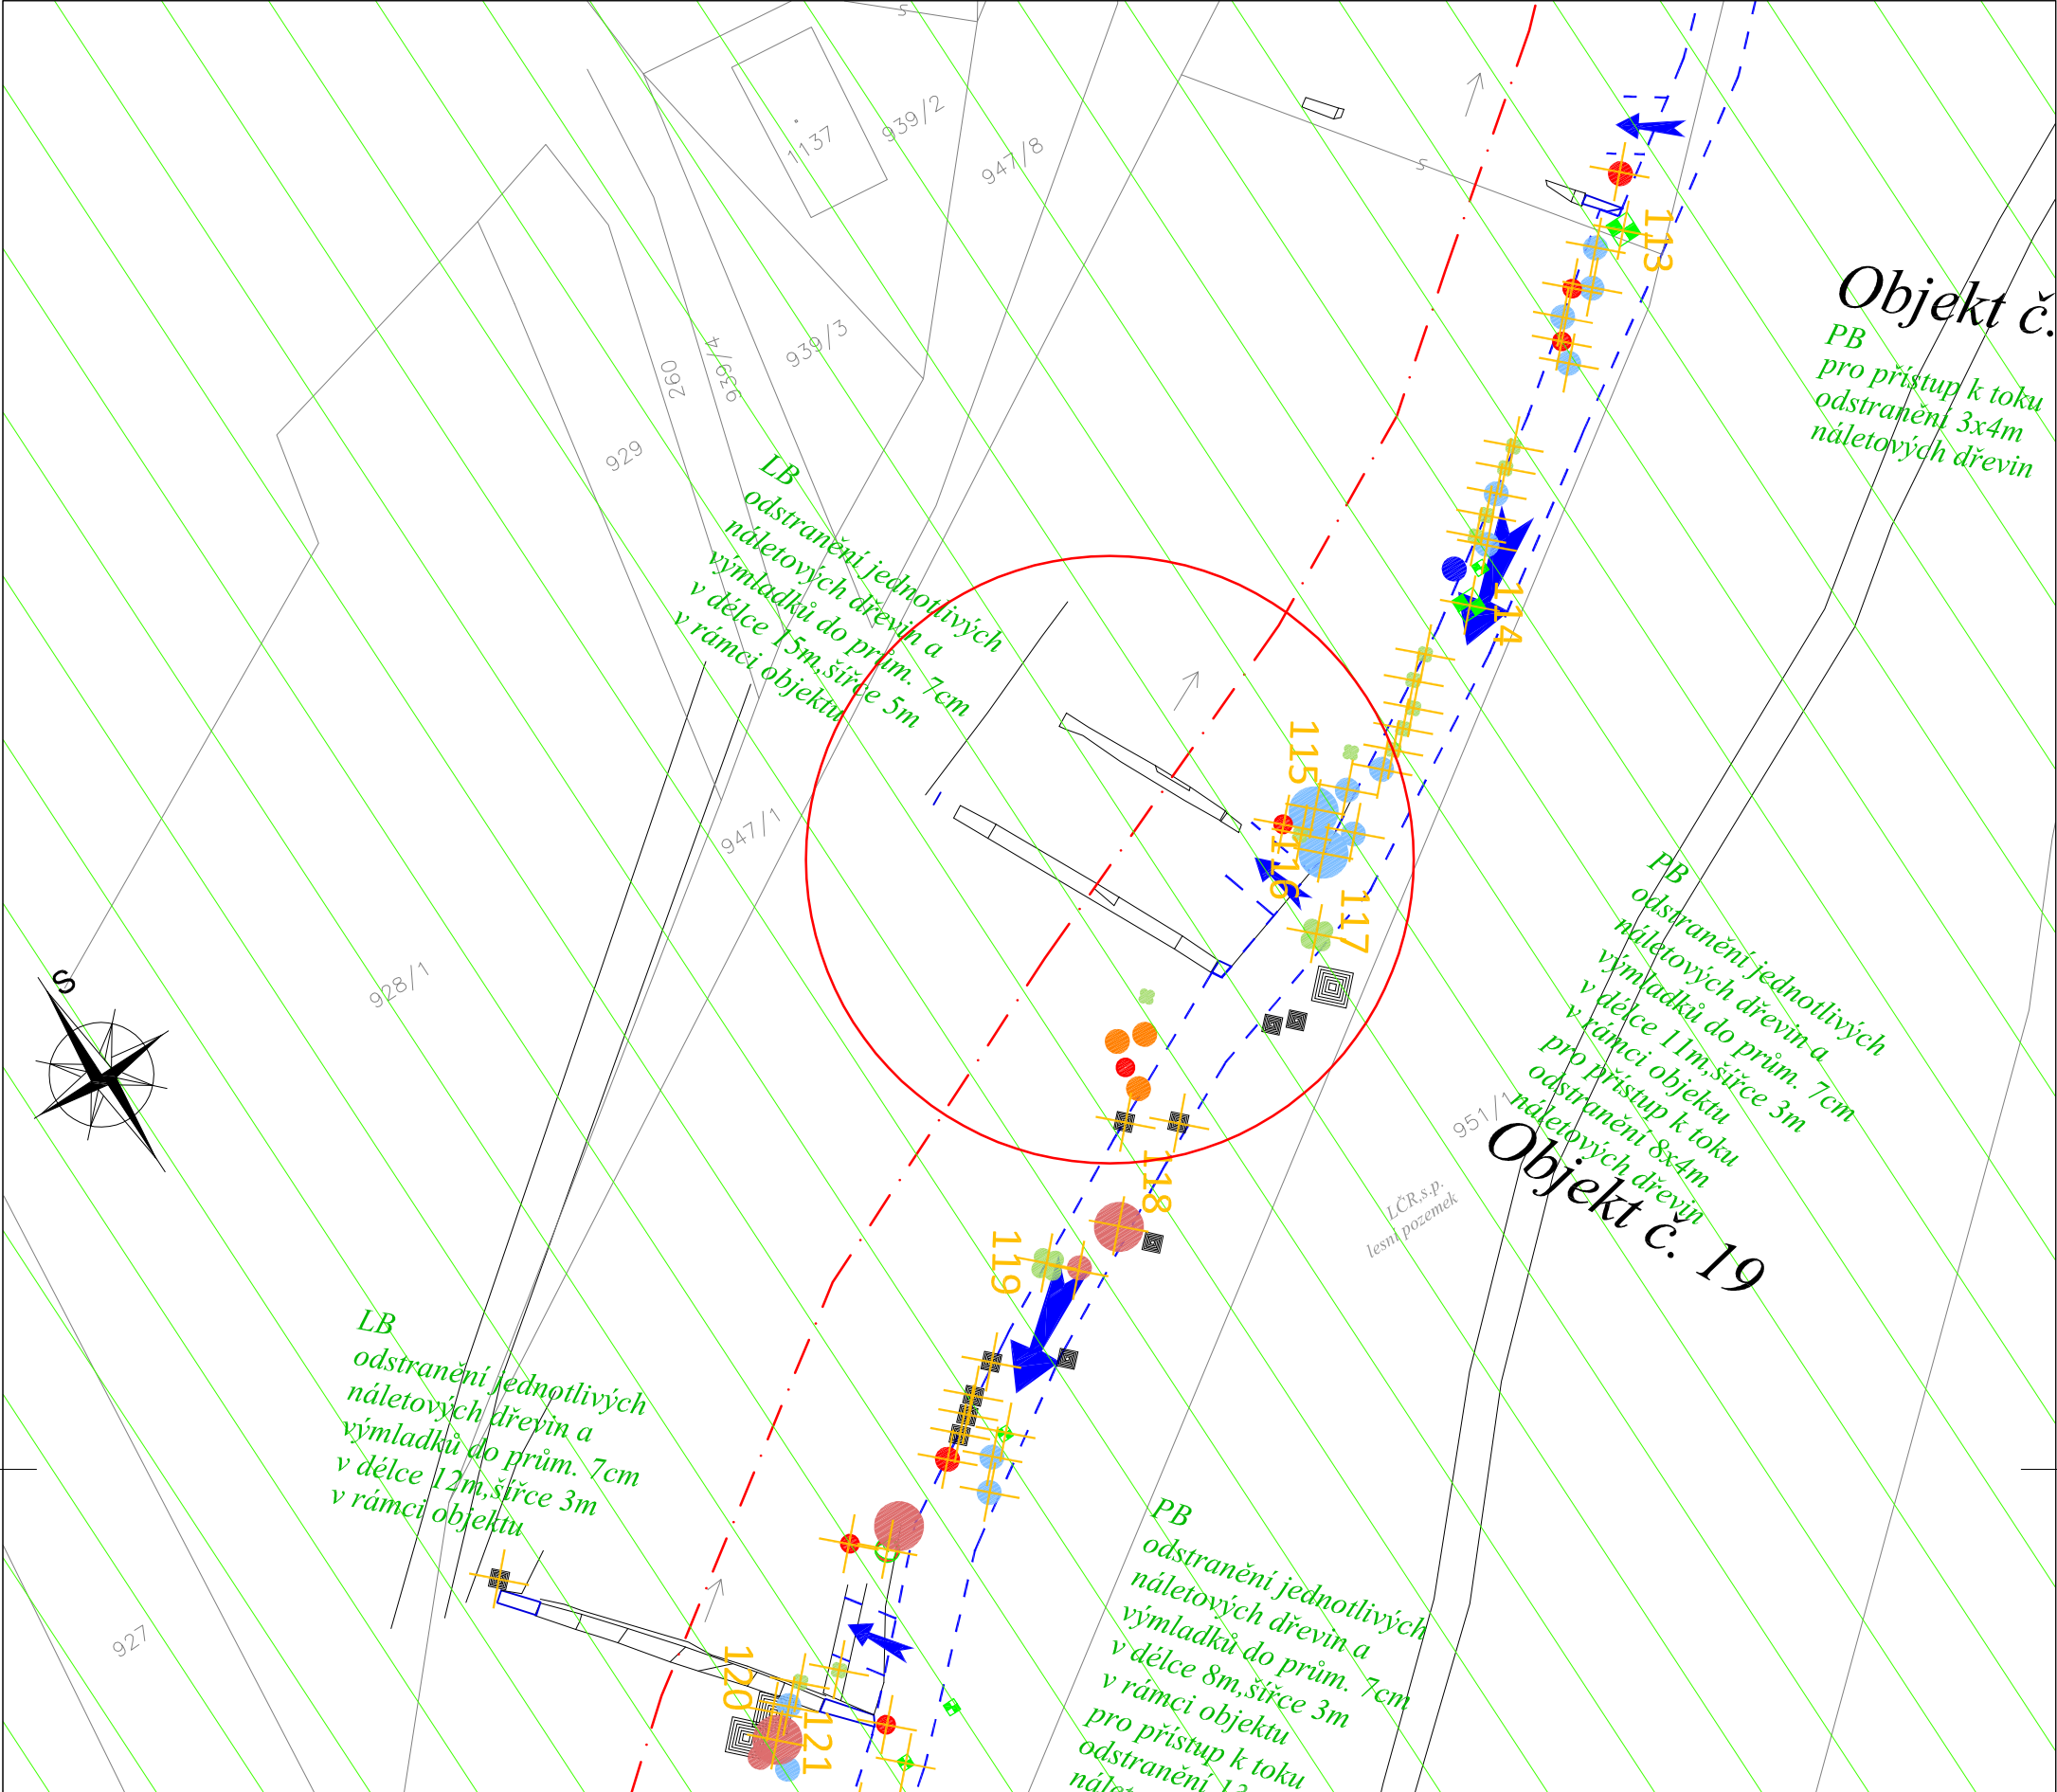 S
S
1137
939/2
947/8
113
Objekt č.
PB
pro přístup k toku
odstranění 3x4m
náletových dřevin
260
939/4
939/3
929
LB
odstranění jednotlivých
náletových dřevin a
výmladků do prům. 7cm
v délce 15m,šířce 5m
v rámci objektu
114
115
116
117
947/1
928/1
S
PB
odstranění jednotlivých
náletových dřevin a
výmladků do prům. 7cm
v délce 11m,šířce 3m
v rámci objektu
pro přístup k toku
odstranění 8x4m
náletových dřevin
951/1
Objekt č. 19
LČR,s.p.
lesní pozemek
118
119
LB
odstranění jednotlivých
náletových dřevin a
výmladků do prům. 7cm
v délce 12m,šířce 3m
v rámci objektu
PB
odstranění jednotlivých
náletových dřevin a
výmladků do prům. 7cm
v délce 8m,šířce 3m
v rámci objektu
pro přístup k toku
odstranění
927
120
121